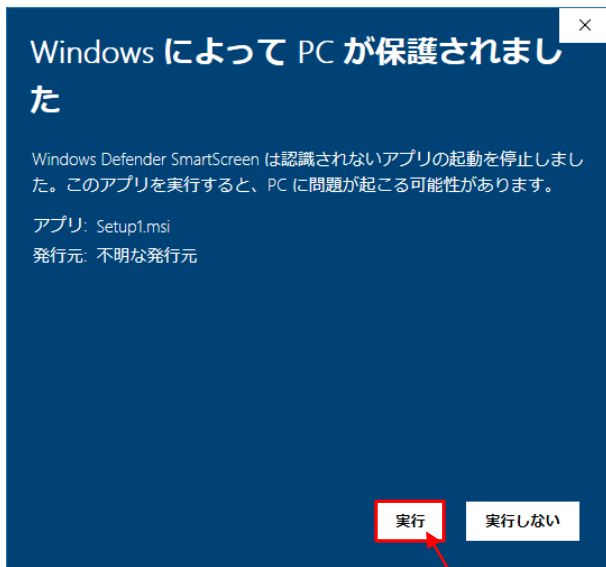 Windows によって PC が保護されまし
た
Windows Defender SmartScreen は認識されないアプリの起動を停止しまし
た。このアプリを実行すると、PC に問題が起こる可能性があります。
アプリ: Setup1.msi
発行元: 不明な発行元
実行 実行しない